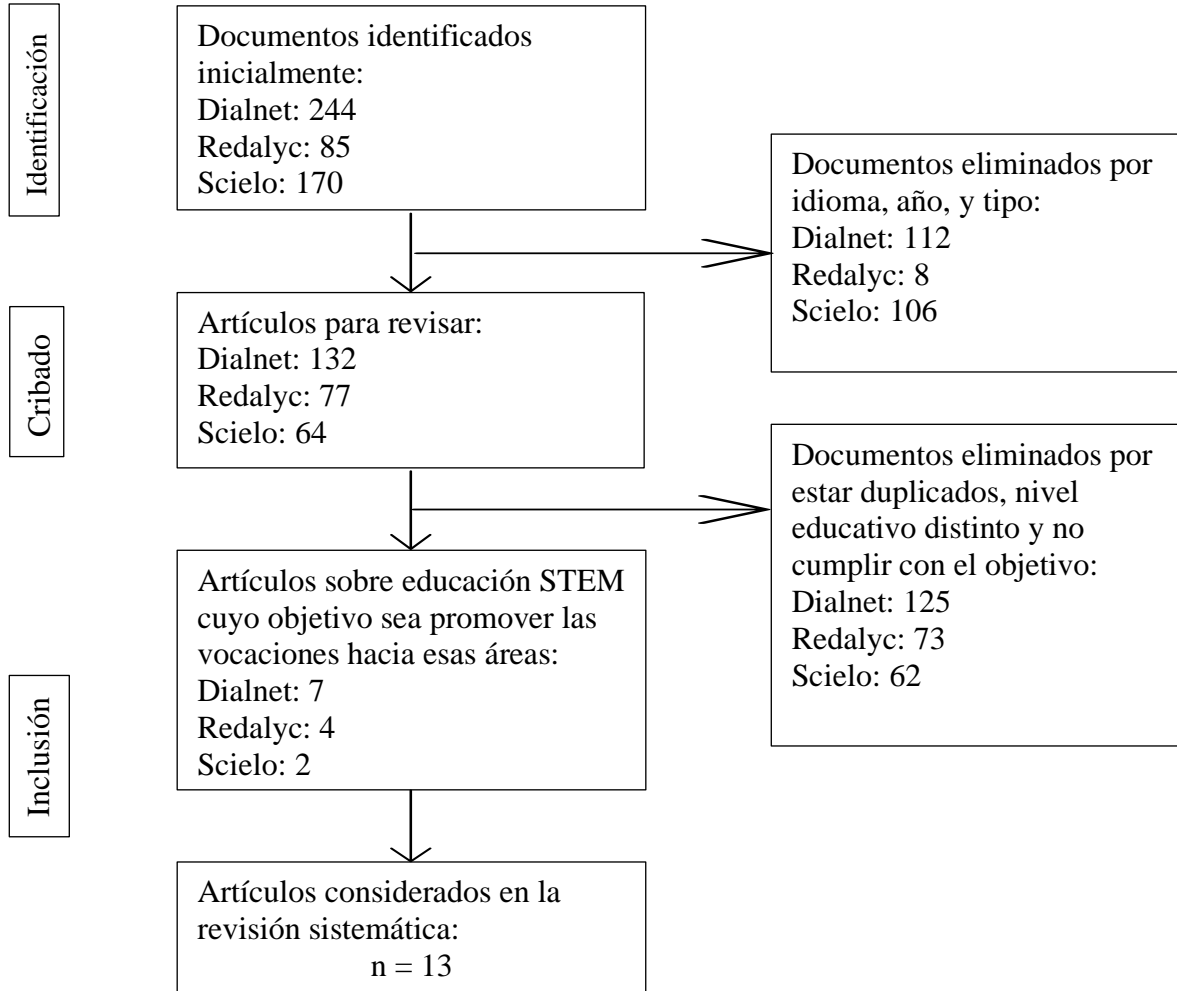 Identificación
Documentos identificados
inicialmente:
Dialnet: 244
Redalyc: 85
Scielo: 170
Documentos eliminados por
idioma, año, y tipo:
Dialnet: 112
Redalyc: 8
Scielo: 106
Cribado
Artículos para revisar:
Dialnet: 132
Redalyc: 77
Scielo: 64
Documentos eliminados por
estar duplicados, nivel
educativo distinto y no
cumplir con el objetivo:
Dialnet: 125
Redalyc: 73
Scielo: 62
Inclusión
Artículos sobre educación STEM
cuyo objetivo sea promover las
vocaciones hacia esas áreas:
Dialnet: 7
Redalyc: 4
Scielo: 2
Artículos considerados en la
revisión sistemática:
n = 13